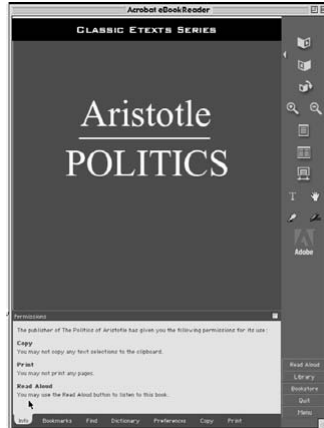 Acrobat eBook Reader
CLASSIC ETEXTS SERIES
Aristotle
POLITICS
T
Adobe
Permissions
The publisher of The Politics of Aristotle has given you the following permissions for its use:
Copy
You may not copy any text selections to the clipboard.
Print
You may not print any pages.
Read Aloud
You may use the Read Aloud button to listen to this book.
Read Aloud
Library
Bookstore
Quit
Menu
Info Bookmarks Find Dictionary Preferences Copy Print